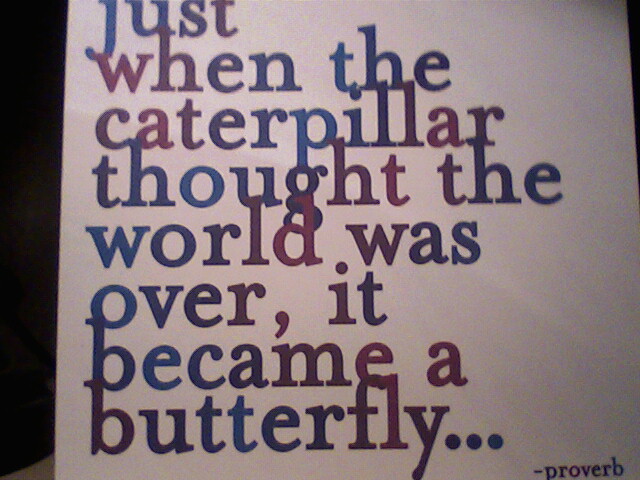 just
when the
caterpillar
thought the
world was
over, it
became a
butterfly...
-proverb